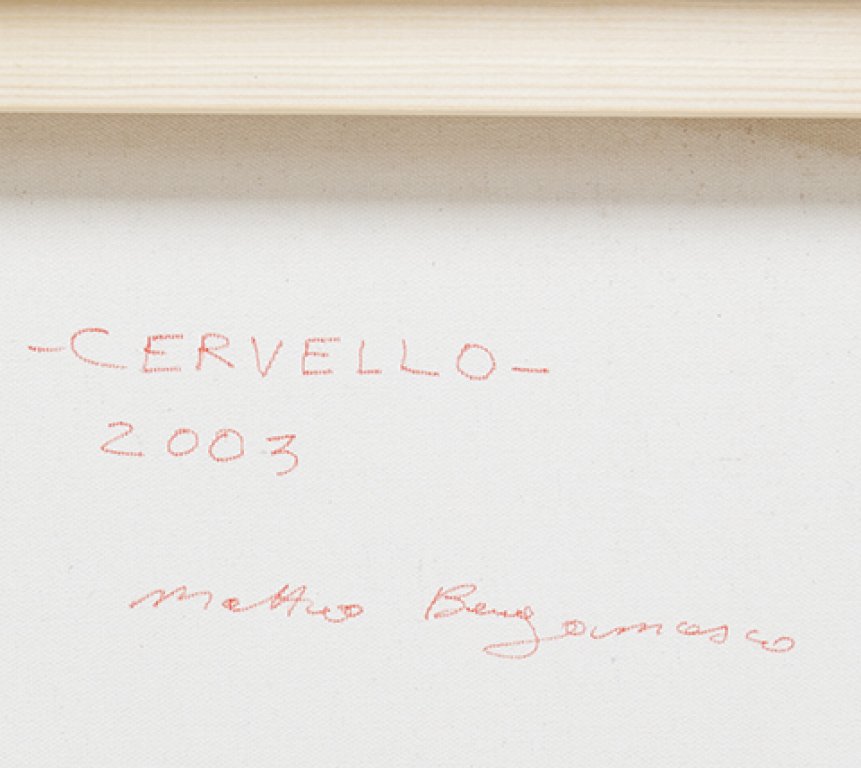 -CERVELLO-
2003
Matteo Bergamasco